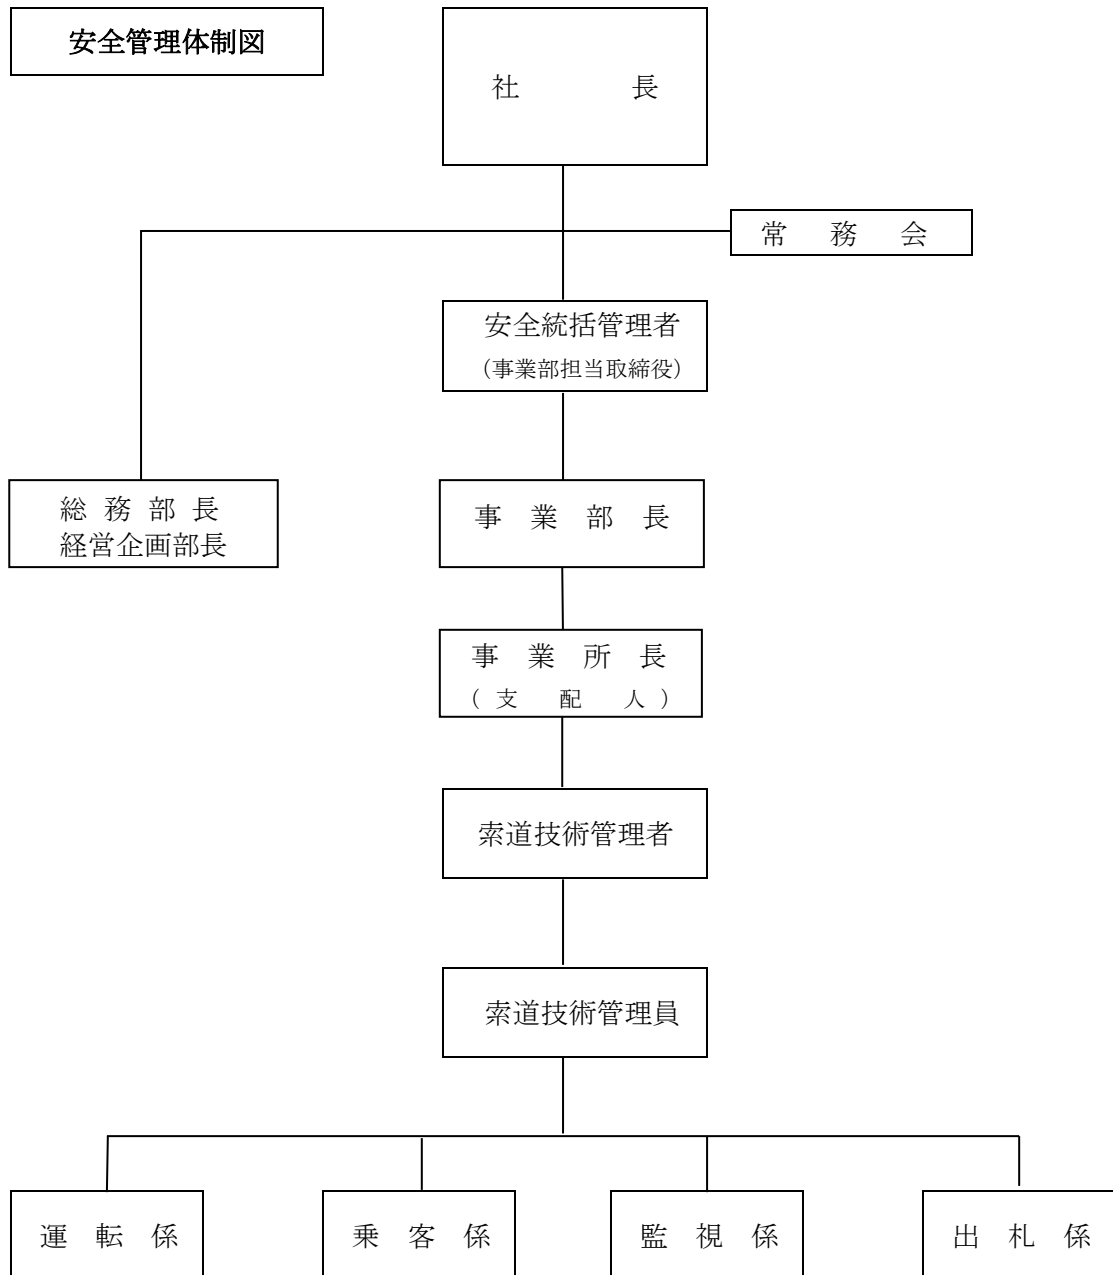 安全管理体制図
社 長
常 務 会
安全統括管理者
(事業部担当取締役)
総 務 部 長
経営企画部長
事 業 部 長
事 業 所 長
( 支 配 人 )
索道技術管理者
索道技術管理員
運 転 係
乗 客 係
監 視 係
出 札 係